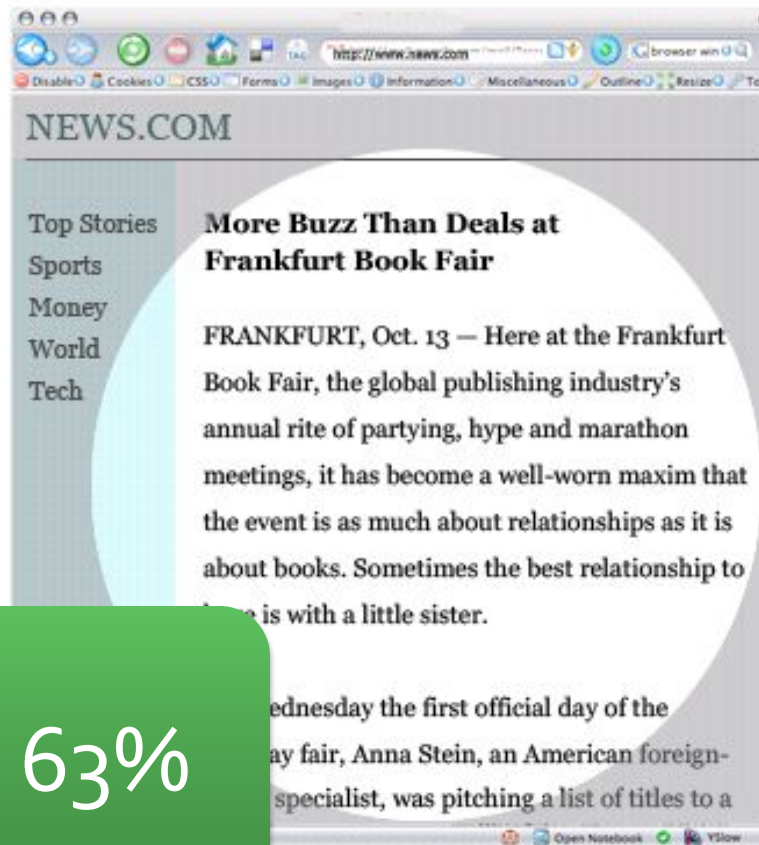 http://www.news.com
browser win
Disable Cookies CSS Forms Images Information Miscellaneous Outline Resize To
NEWS.COM
Top Stories
Sports
Money
World
Tech
More Buzz Than Deals at
Frankfurt Book Fair
FRANKFURT, Oct. 13 — Here at the Frankfurt
Book Fair, the global publishing industry’s
annual rite of partying, hype and marathon
meetings, it has become a well-worn maxim that
the event is as much about relationships as it is
about books. Sometimes the best relationship to
is with a little sister.
ednesday the first official day of the
ay fair, Anna Stein, an American foreign-
specialist, was pitching a list of titles to a
63%
Open Notebook YSlow